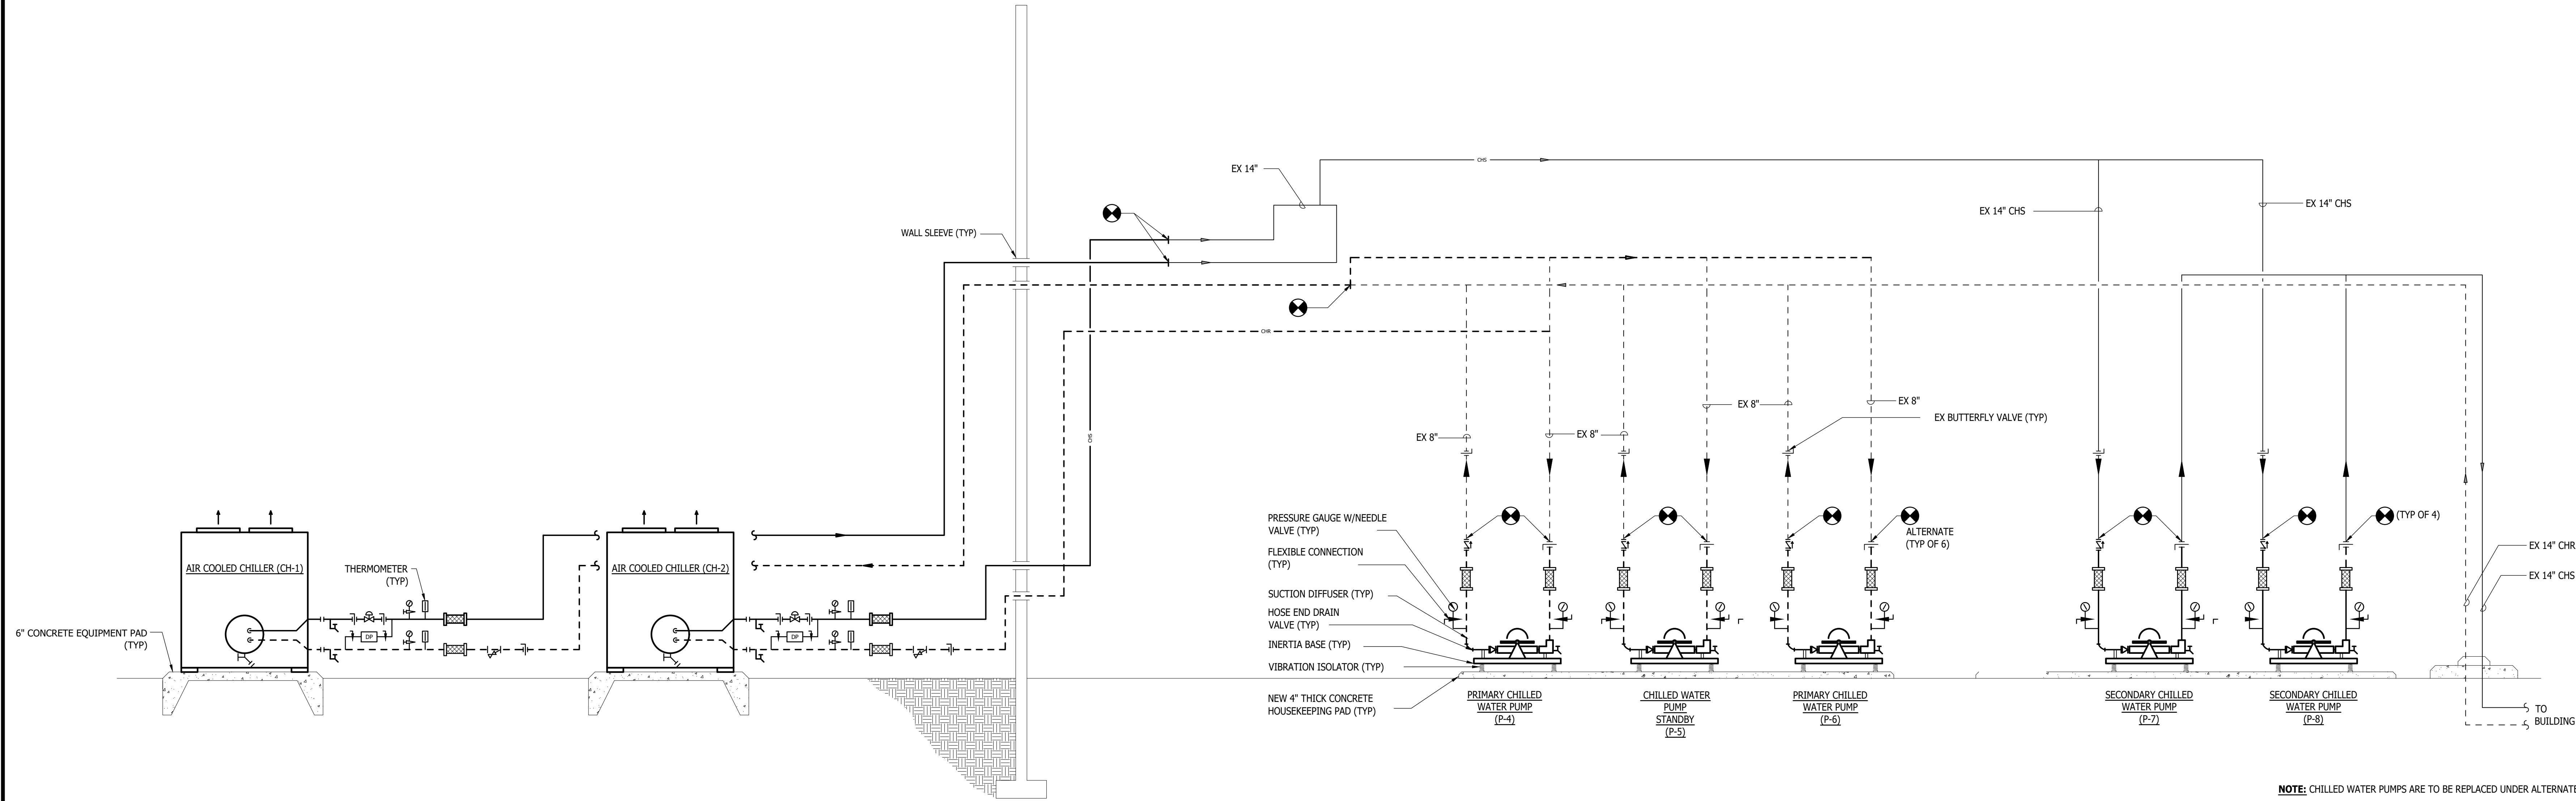 CHS
EX 14"
EX 14" CHS
EX 14" CHS
WALL SLEEVE (TYP)
CHR
EX 8"
EX 8"
EX 8"
EX 8"
EX BUTTERFLY VALVE (TYP)
CHS
PRESSURE GAUGE W/NEEDLE
VALVE (TYP)
FLEXIBLE CONNECTION
(TYP)
SUCTION DIFFUSER (TYP)
HOSE END DRAIN
VALVE (TYP)
INERTIA BASE (TYP)
VIBRATION ISOLATOR (TYP)
NEW 4" THICK CONCRETE
HOUSEKEEPING PAD (TYP)
ALTERNATE
(TYP OF 6)
(TYP OF 4)
EX 14" CHR
EX 14" CHS
AIR COOLED CHILLER (CH-1)
THERMOMETER
(TYP)
AIR COOLED CHILLER (CH-2)
DP
DP
6" CONCRETE EQUIPMENT PAD
(TYP)
PRIMARY CHILLED
WATER PUMP
(P-4)
CHILLED WATER
PUMP
STANDBY
(P-5)
PRIMARY CHILLED
WATER PUMP
(P-6)
SECONDARY CHILLED
WATER PUMP
(P-7)
SECONDARY CHILLED
WATER PUMP
(P-8)
TO
BUILDING
NOTE: CHILLED WATER PUMPS ARE TO BE REPLACED UNDER ALTERNATE